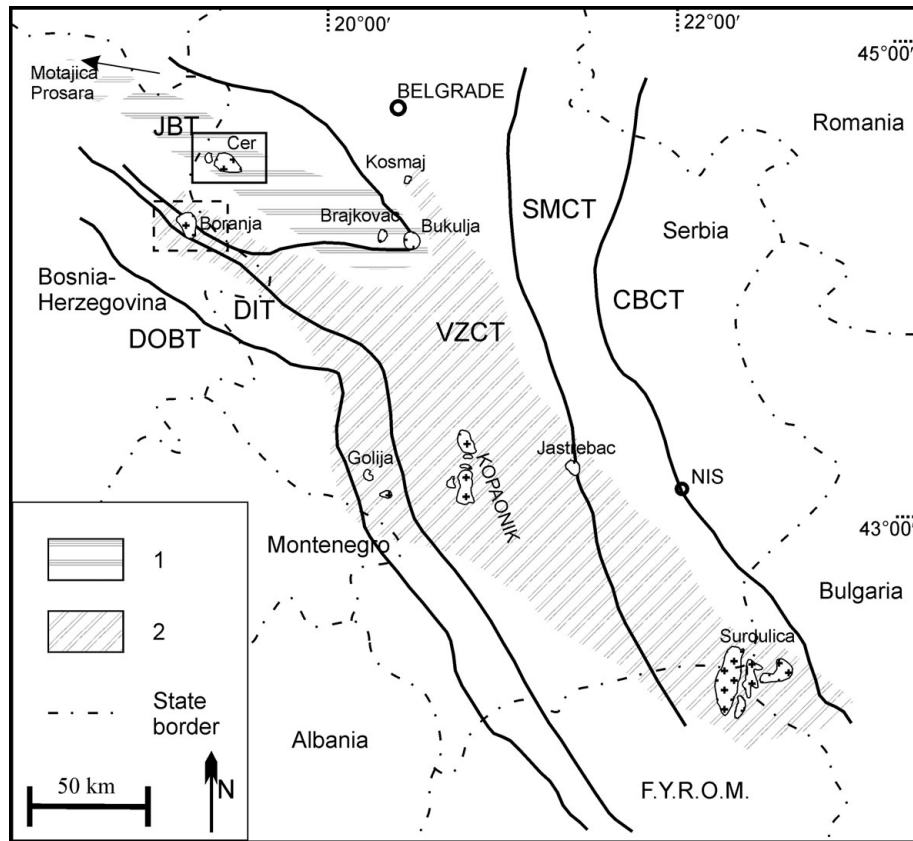 20°00′
22°00′
45°00′
Motajica
Prosara
BELGRADE
Romania
JBT
Cer
Kosmaj
SMCT
Boranja
Brajkovac
Bukulja
Serbia
Bosnia-
Herzegovina
DIT
CBCT
DOBT
VZCT
Golija
KOPAONIK
Jastrebac
NIS
43°00′
Montenegro
Bulgaria
1
2
Surdulica
State
border
Albania
50 km
N
F.Y.R.O.M.